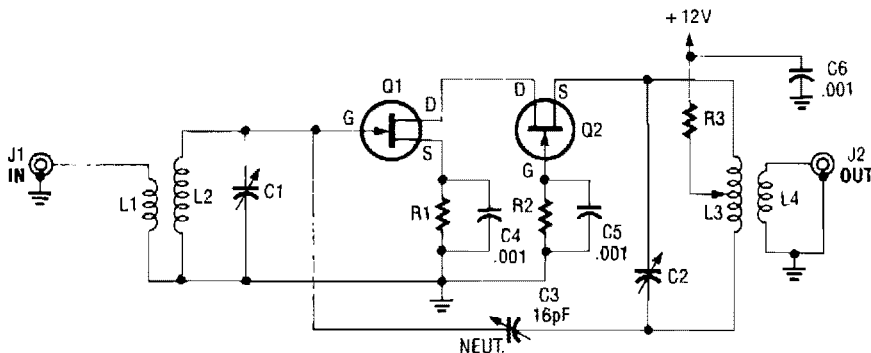 + 12V
C6
.001
Q1
D
D
S
G
S
Q2
R3
J1
IN
J2
OUT
G
L1
L2
C1
R1
C4
.001
R2
C5
.001
L3
L4
C2
C3
16pF
NEUT.